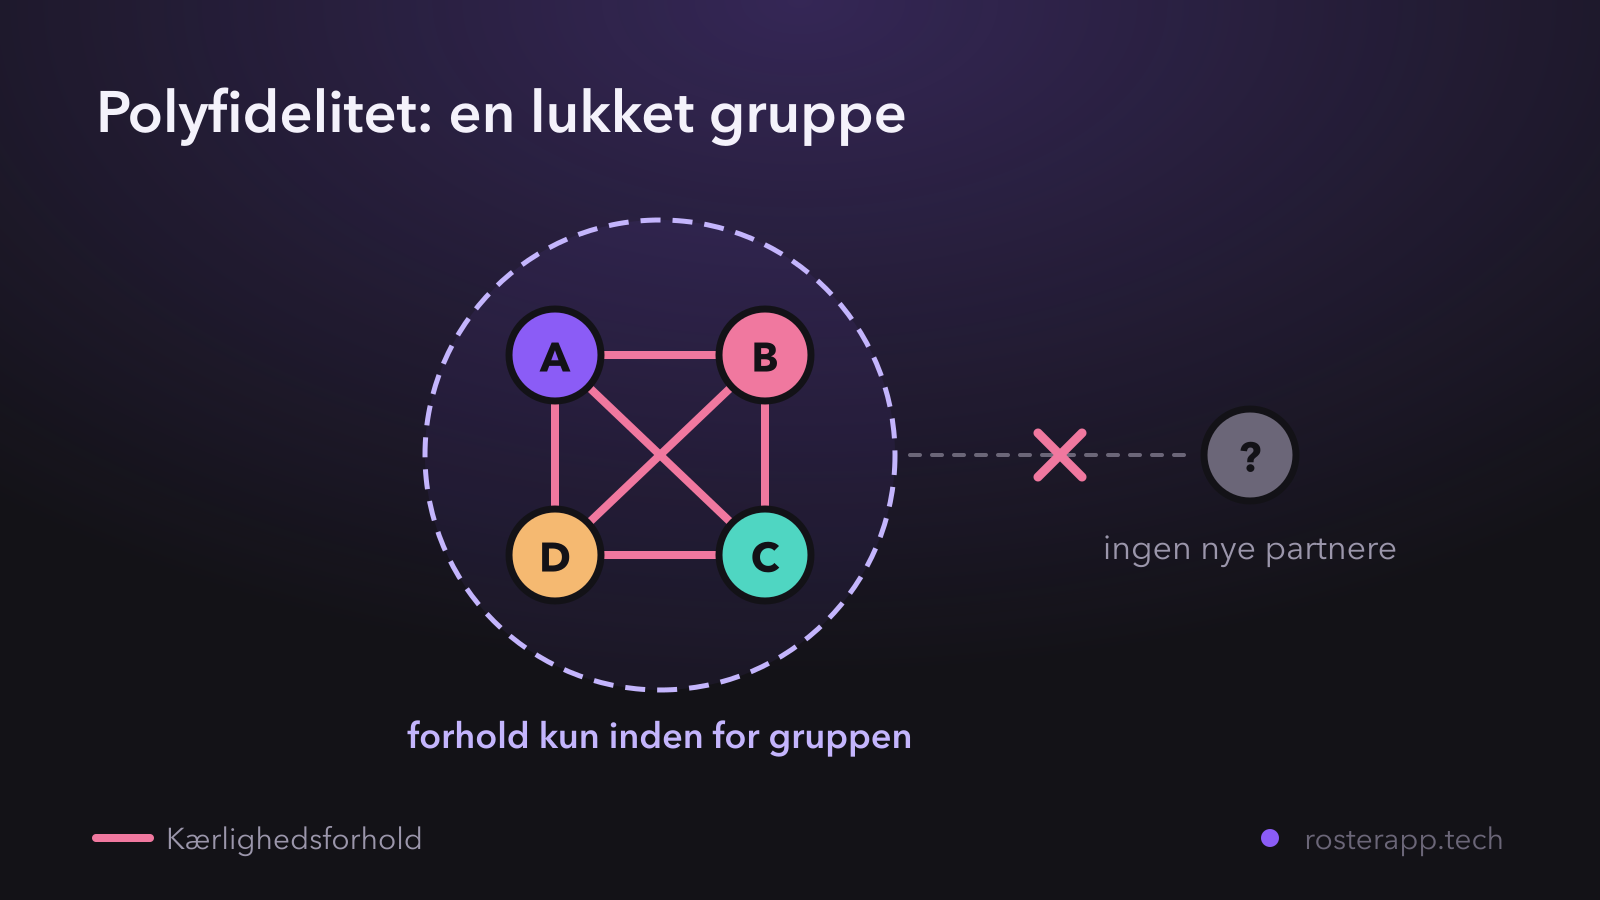 Polyfidelitet: en lukket gruppe
A
B
?
D
C
ingen nye partnere
forhold kun inden for gruppen
Kærlighedsforhold
rosterapp.tech